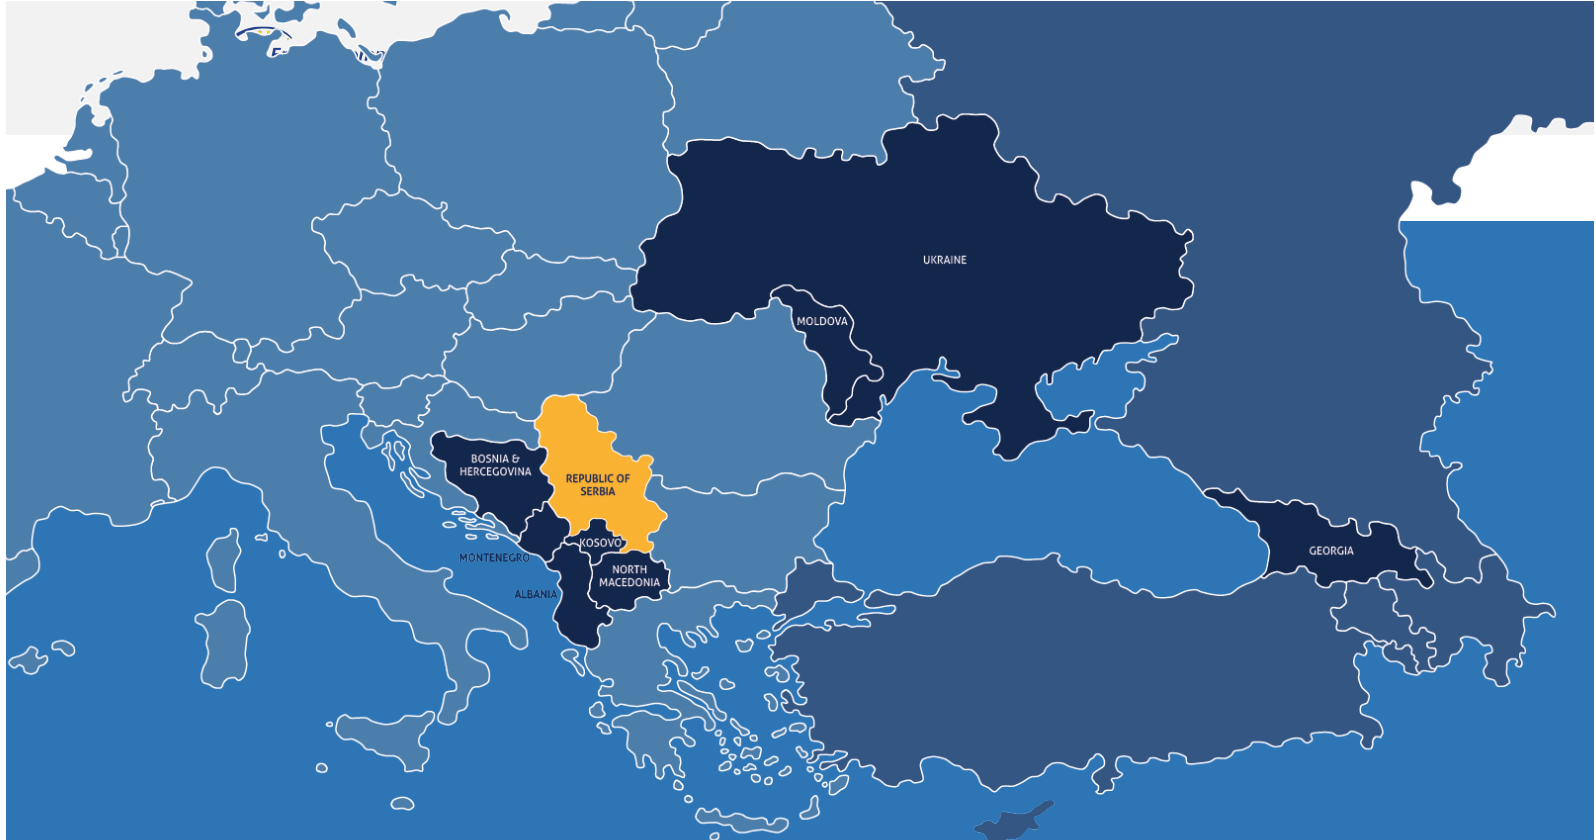 UKRAINE
MOLDOVA
BOSNIA &
HERCEGOVINA
REPUBLIC OF
SERBIA
KOSOVO
MONTENEGRO
NORTH
MACEDONIA
ALBANIA
GEORGIA